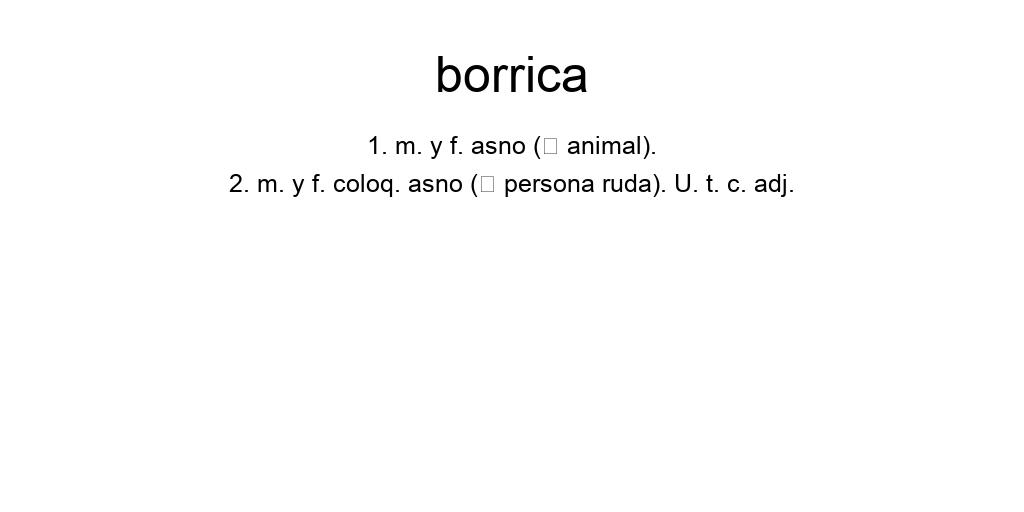 borrica
1. m. y f. asno (□ animal).
2. m. y f. coloq. asno (□ persona ruda). U. t. c. adj.